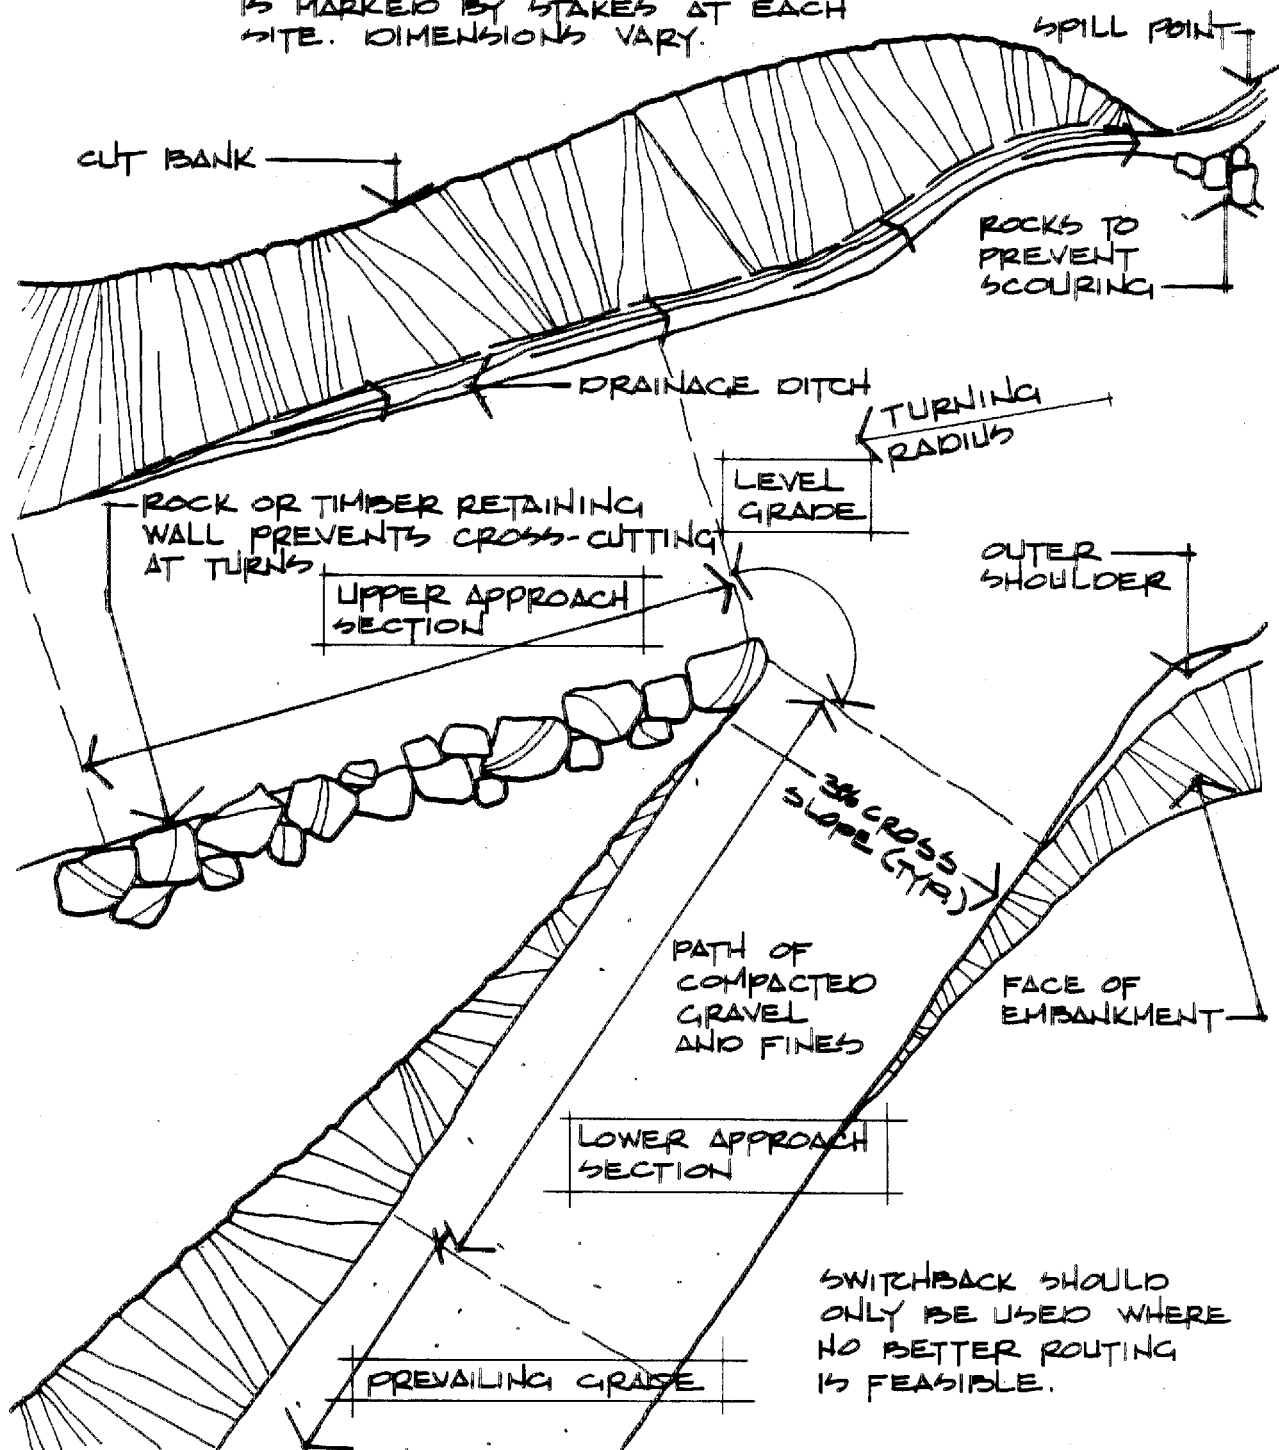 IS MARKED BY STAKES AT EACH
SITE. DIMENSIONS VARY.
SPILL POINT
CUT BANK
ROCKS TO
PREVENT
SCOURING
DRAINAGE DITCH
TURNING
RADIUS
LEVEL
GRADE
ROCK OR TIMBER RETAINING
WALL PREVENTS CROSS-CUTTING
AT TURNS
UPPER APPROACH
SECTION
OUTER
SHOULDER
3% CROSS
SLOPE (TYP.)
PATH OF
COMPACTED
GRAVEL
AND FINES
FACE OF
EMBANKMENT
LOWER APPROACH
SECTION
SWITCHBACK SHOULD
ONLY BE USED WHERE
NO BETTER ROUTING
IS FEASIBLE.
PREVAILING GRADE